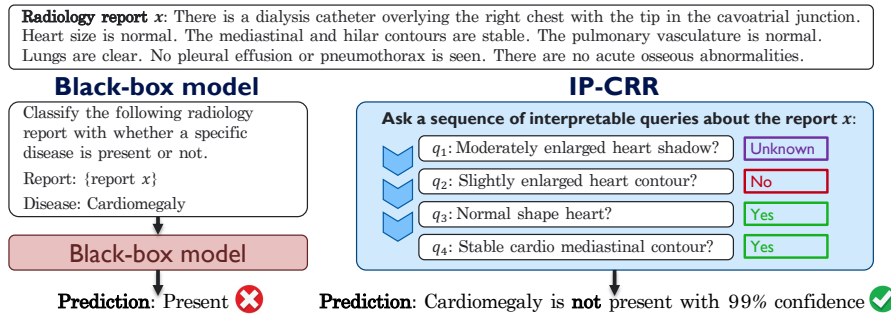 Radiology report x: There is a dialysis catheter overlying the right chest with the tip in the cavoatrial junction.
Heart size is normal. The mediastinal and hilar contours are stable. The pulmonary vasculature is normal.
Lungs are clear. No pleural effusion or pneumothorax is seen. There are no acute osseous abnormalities.
Black-box model
Classify the following radiology
report with whether a specific
disease is present or not.
Report: {report x}
Disease: Cardiomegaly
Black-box model
Prediction: Present
IP-CRR
Ask a sequence of interpretable queries about the report x:
q1: Moderately enlarged heart shadow? Unknown
q2: Slightly enlarged heart contour? No
q3: Normal shape heart? Yes
q4: Stable cardio mediastinal contour? Yes
Prediction: Cardiomegaly is not present with 99% confidence